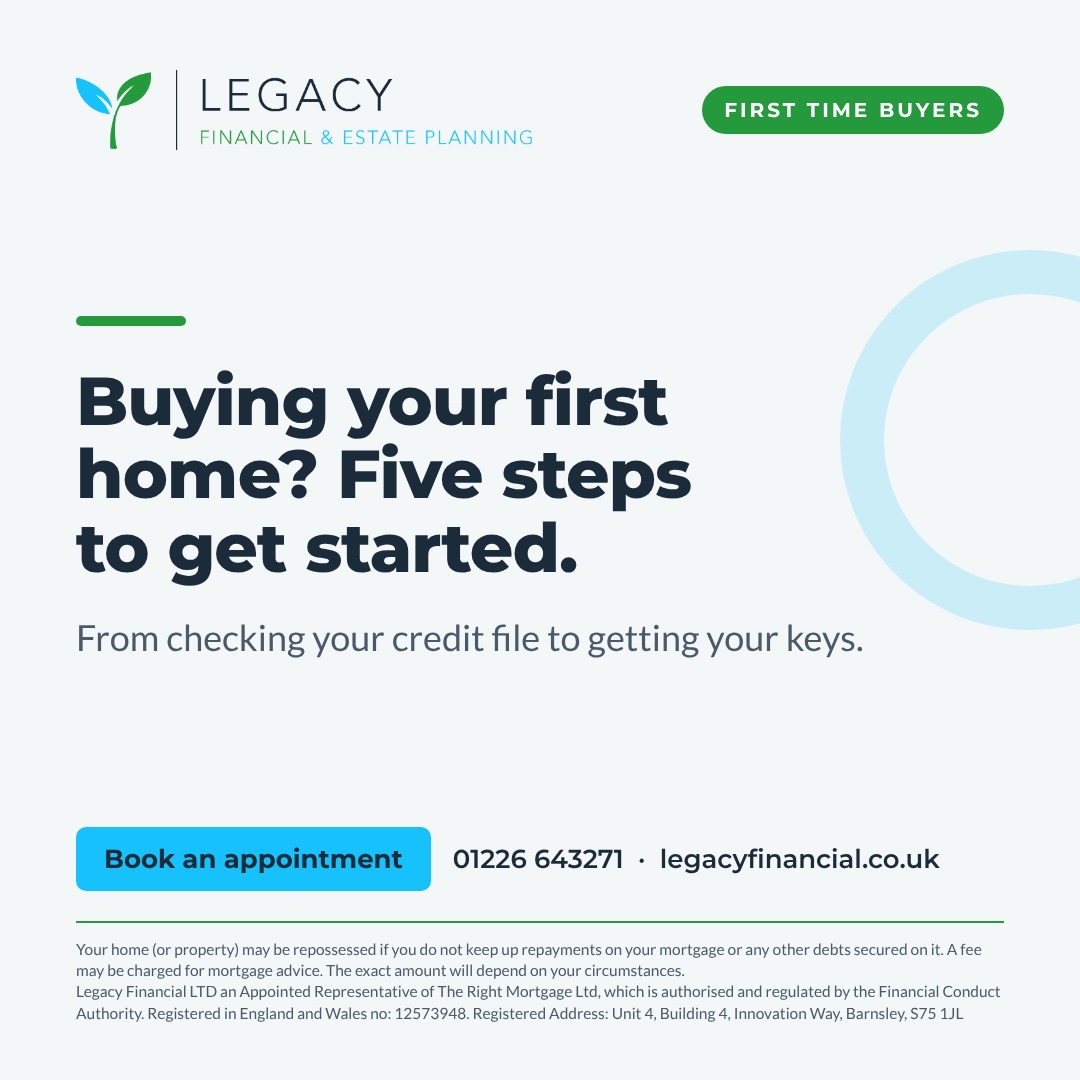 LEGACY
FINANCIAL & ESTATE PLANNING
FIRST TIME BUYERS
Buying your first
home? Five steps
to get started.
From checking your credit file to getting your keys.
Book an appointment
01226 643271 · legacyfinancial.co.uk
Your home (or property) may be repossessed if you do not keep up repayments on your mortgage or any other debts secured on it. A fee
may be charged for mortgage advice. The exact amount will depend on your circumstances.
Legacy Financial LTD an Appointed Representative of The Right Mortgage Ltd, which is authorised and regulated by the Financial Conduct
Authority. Registered in England and Wales no: 12573948. Registered Address: Unit 4, Building 4, Innovation Way, Barnsley, S75 1JL